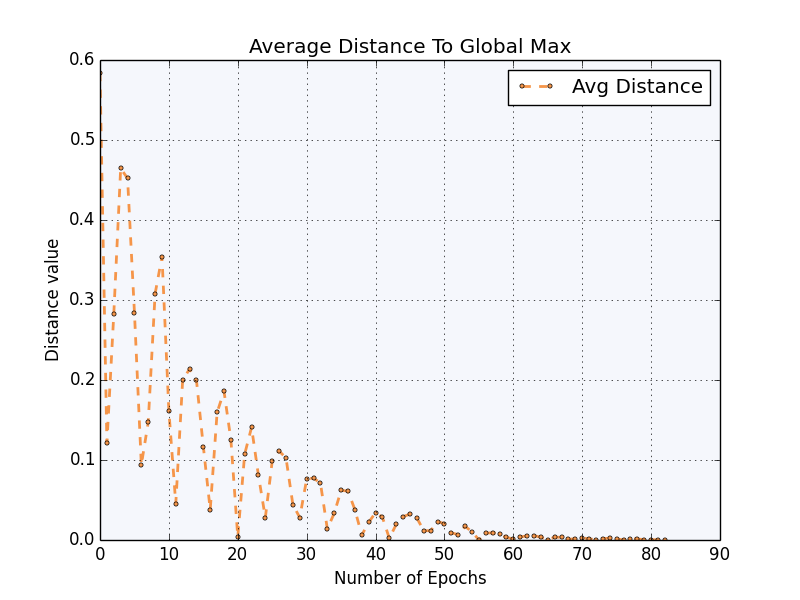 Average Distance To Global Max
Avg Distance
Distance value
0.6
0.5
0.4
0.3
0.2
0.1
0.0
0 10 20 30 40 50 60 70 80 90
Number of Epochs